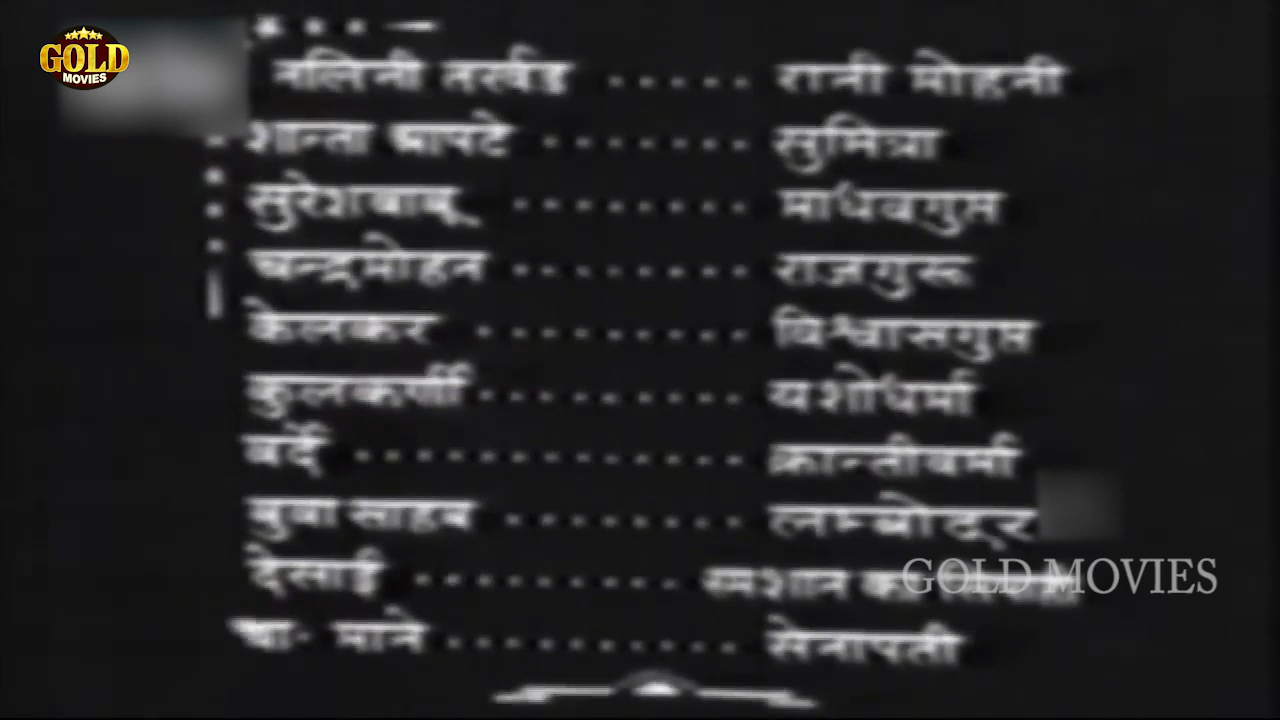 GOLD
MOVIES
नलिनी तर्खड ..... रानी मोहनी
शान्ता आपटे ....... सुमित्रा
सुरेशबाबू ........ माधवगुप्त
चन्द्रमोहन ........ राजगुरू
केलकर ......... विश्वासगुप्त
कुलकर्णी .......... यशोधर्मा
बर्दे .............. क्रान्तीवर्मा
बुवा साहब ........ लम्बोदर
देसाई .......... स्मशान का
GOLD MOVIES
माने .......... सेनापती